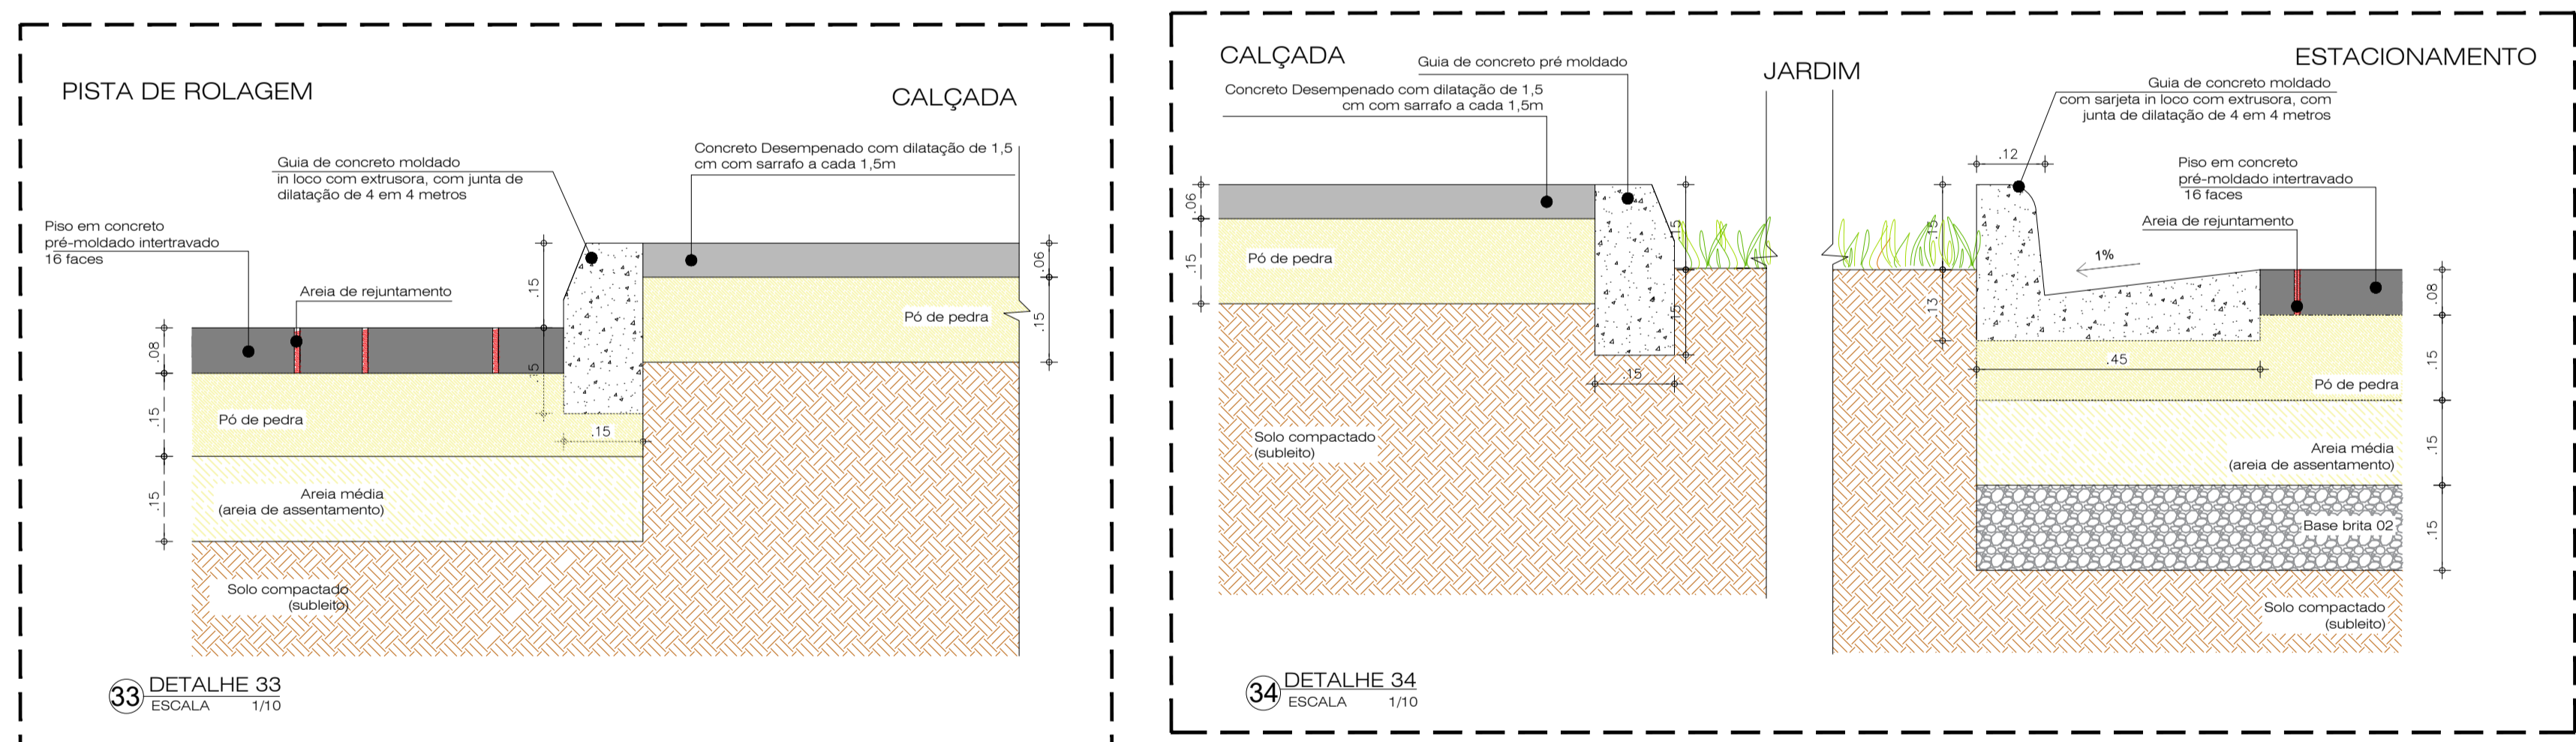 PISTA DE ROLAGEM
CALÇADA
Concreto Desempenado com dilatação de 1,5
cm com sarrafo a cada 1,5m
Guia de concreto moldado
in loco com extrusora, com junta de
dilatação de 4 em 4 metros
Piso em concreto
pré-moldado intertravado
16 faces
Areia de rejuntamento
.15
.15
.06
.15
.08
.15
.15
Pó de pedra
Pó de pedra
.15
Areia média
(areia de assentamento)
Solo compactado
(subleito)
33
DETALHE 33
ESCALA 1/10
CALÇADA
Guia de concreto pré moldado
JARDIM
ESTACIONAMENTO
Concreto Desempenado com dilatação de 1,5
cm com sarrafo a cada 1,5m
Guia de concreto moldado
com sarjeta in loco com extrusora, com
junta de dilatação de 4 em 4 metros
.12
Piso em concreto
pré-moldado intertravado
16 faces
Areia de rejuntamento
.06
.15
.15
.15
.15
.15
.13
1%
.45
.08
.15
.15
.15
Pó de pedra
Pó de pedra
Solo compactado
(subleito)
Areia média
(areia de assentamento)
Base brita 02
Solo compactado
(subleito)
34
DETALHE 34
ESCALA 1/10